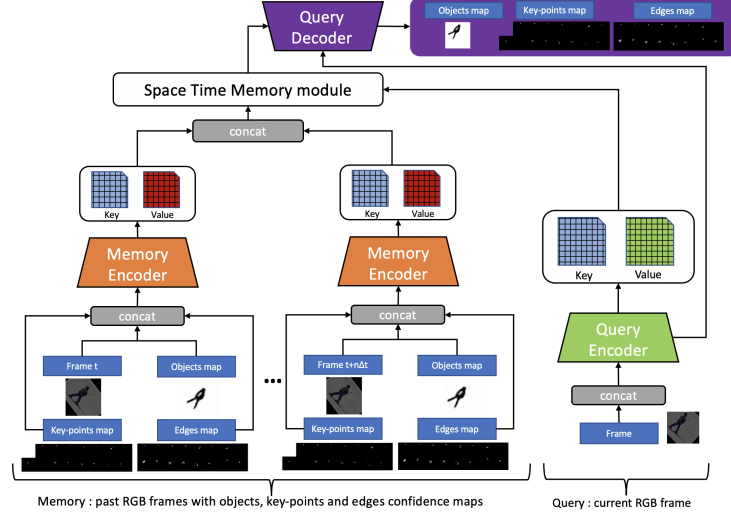 Query
Decoder
Objects map
Key-points map
Edges map
Space Time Memory module
concat
Key
Value
Key
Value
Key
Value
Memory
Encoder
Memory
Encoder
Query
Encoder
concat
concat
concat
Frame t
Objects map
...
Frame t+nΔt
Objects map
Key-points map
Edges map
Key-points map
Edges map
Frame
Memory : past RGB frames with objects, key-points and edges confidence maps
Query : current RGB frame